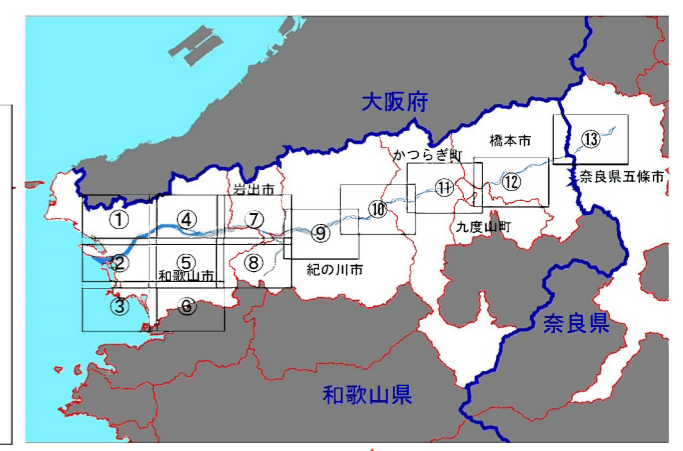 大阪府
橋本市
⑬
かつらぎ町
奈良県五條市
岩出市
⑪
⑫
①
④
⑦
⑨
⑩
九度山町
②
⑤
和歌山市
⑧
紀の川市
③
⑥
奈良県
和歌山県